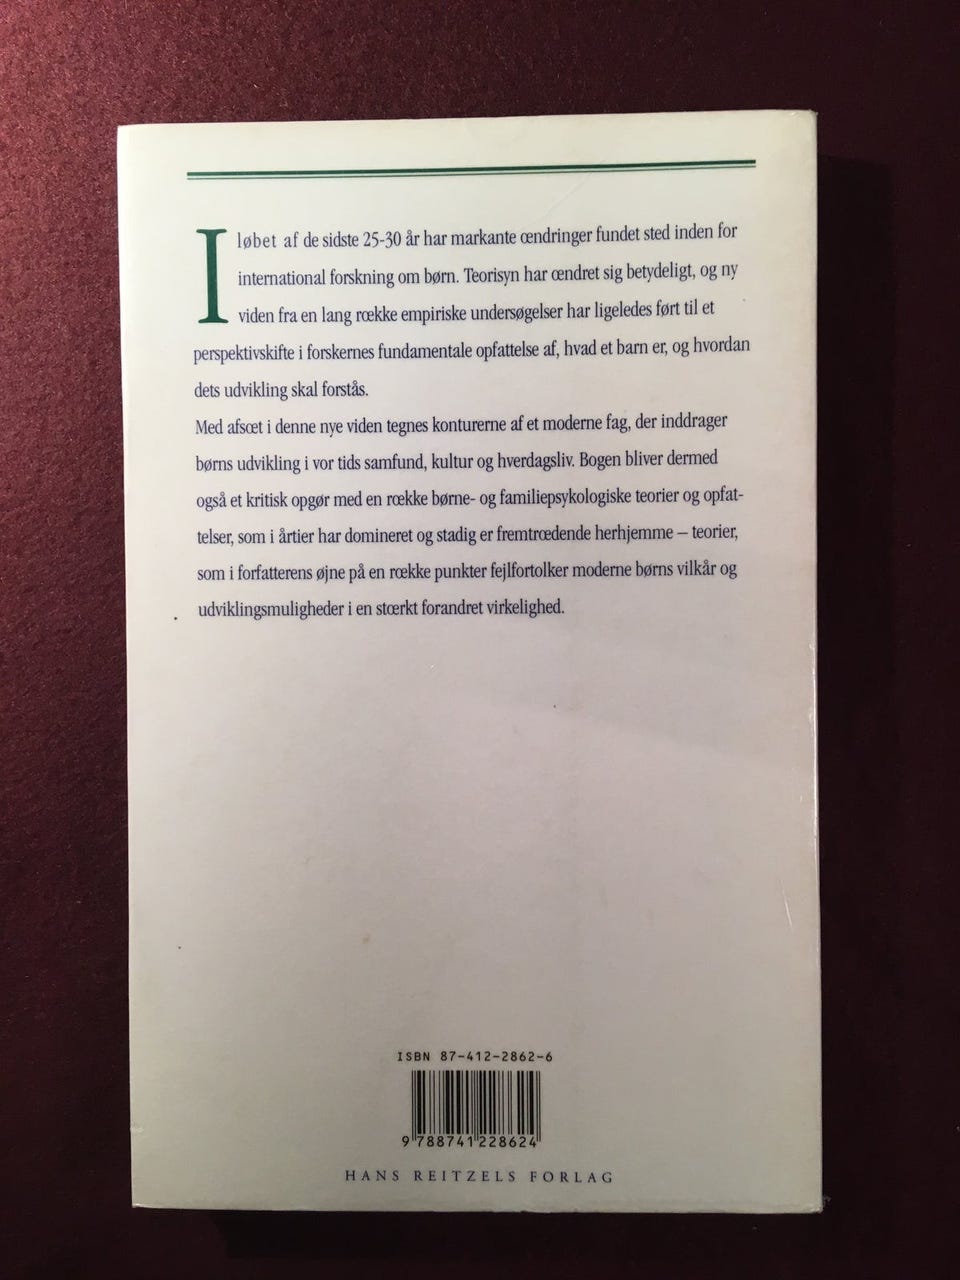 I løbet af de sidste 25-30 år har markante ændringer fundet sted inden for
international forskning om børn. Teorisyn har ændret sig betydeligt, og ny
viden fra en lang række empiriske undersøgelser har ligeledes ført til et
perspektivskifte i forskernes fundamentale opfattelse af, hvad et barn er, og hvordan
dets udvikling skal forstås.
Med afsæt i denne nye viden tegnes konturerne af et moderne fag, der inddrager
børns udvikling i vor tids samfund, kultur og hverdagsliv. Bogen bliver dermed
også et kritisk opgør med en række børne- og familiepsykologiske teorier og opfat-
telser, som i årtier har domineret og stadig er fremtrædende herhjemme – teorier,
som i forfatterens øjne på en række punkter fejlfortolker moderne børns vilkår og
udviklingsmuligheder i en stærkt forandret virkelighed.
ISBN 87-412-2862-6
9 788741 228624
HANS REITZELS FORLAG